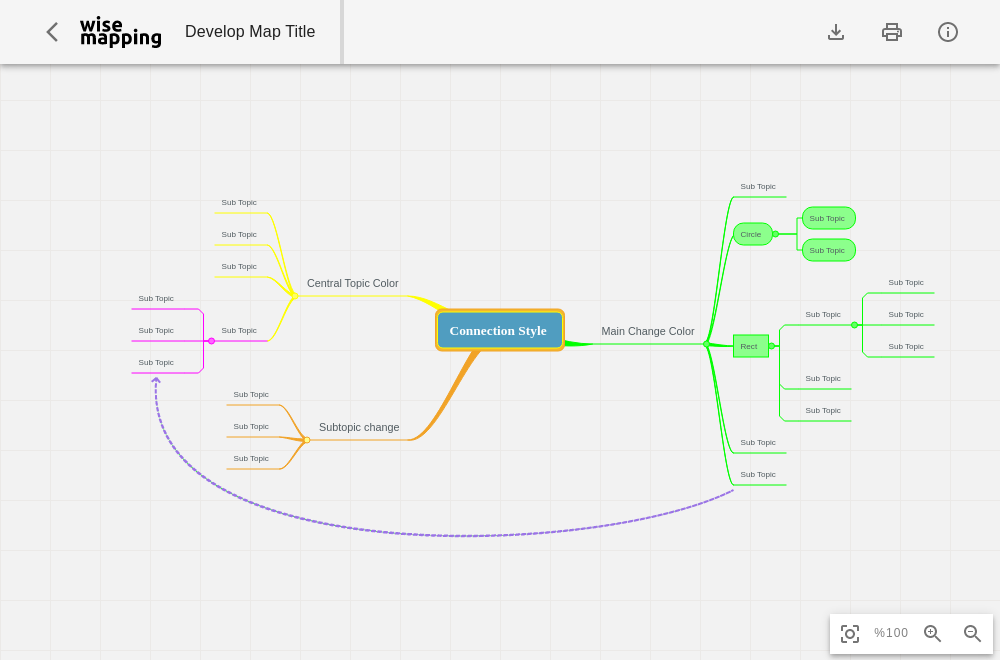 wise
mapping
Develop Map Title
Sub Topic
Sub Topic
Sub Topic
Central Topic Color
Sub Topic
Sub Topic
Sub Topic
Sub Topic
Connection Style
Sub Topic
Subtopic change
Sub Topic
Sub Topic
Main Change Color
Sub Topic
Circle
Sub Topic
Sub Topic
Rect
Sub Topic
Sub Topic
Sub Topic
Sub Topic
Sub Topic
Sub Topic
Sub Topic
Sub Topic
%100